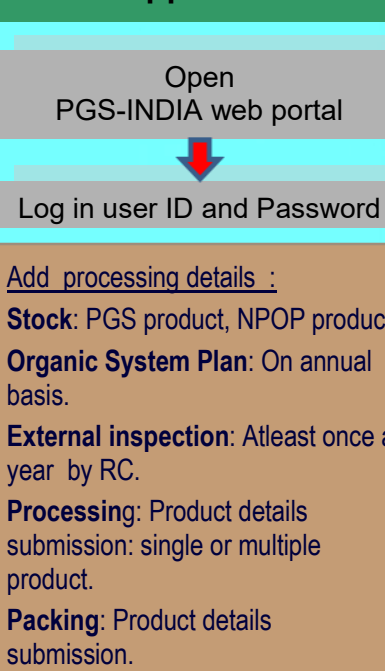 Open
PGS-INDIA web portal
Log in user ID and Password
Add processing details :
Stock: PGS product, NPOP produc
Organic System Plan: On annual
basis.
External inspection: Atleast once a
year by RC.
Processing: Product details
submission: single or multiple
product.
Packing: Product details
submission.